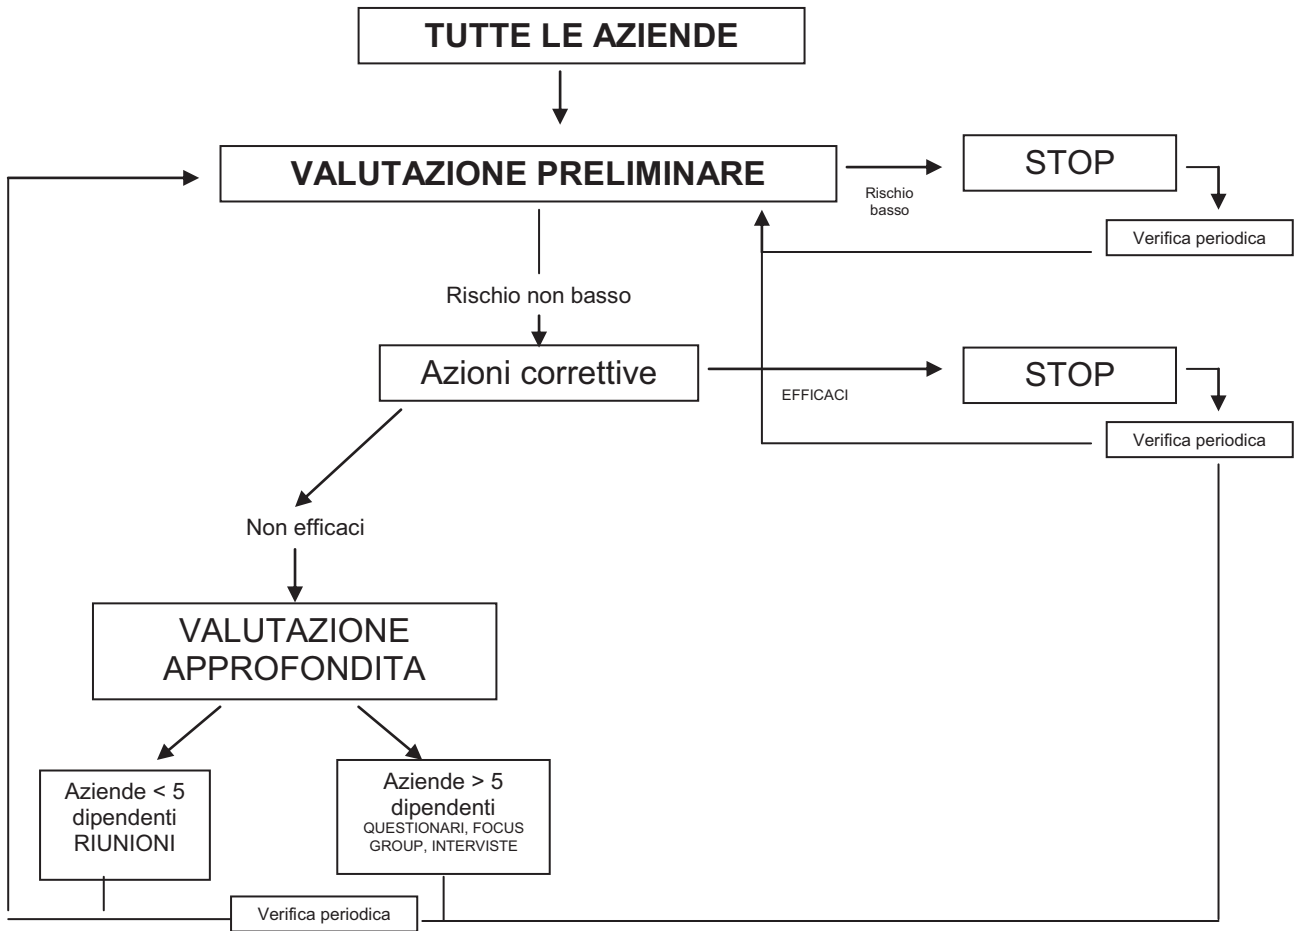 TUTTE LE AZIENDE
VALUTAZIONE PRELIMINARE
Rischio
basso
STOP
Verifica periodica
Rischio non basso
Azioni correttive
EFFICACI
STOP
Verifica periodica
Non efficaci
VALUTAZIONE
APPROFONDITA
Aziende < 5
dipendenti
RIUNIONI
Aziende > 5
dipendenti
QUESTIONARI, FOCUS
GROUP, INTERVISTE
Verifica periodica